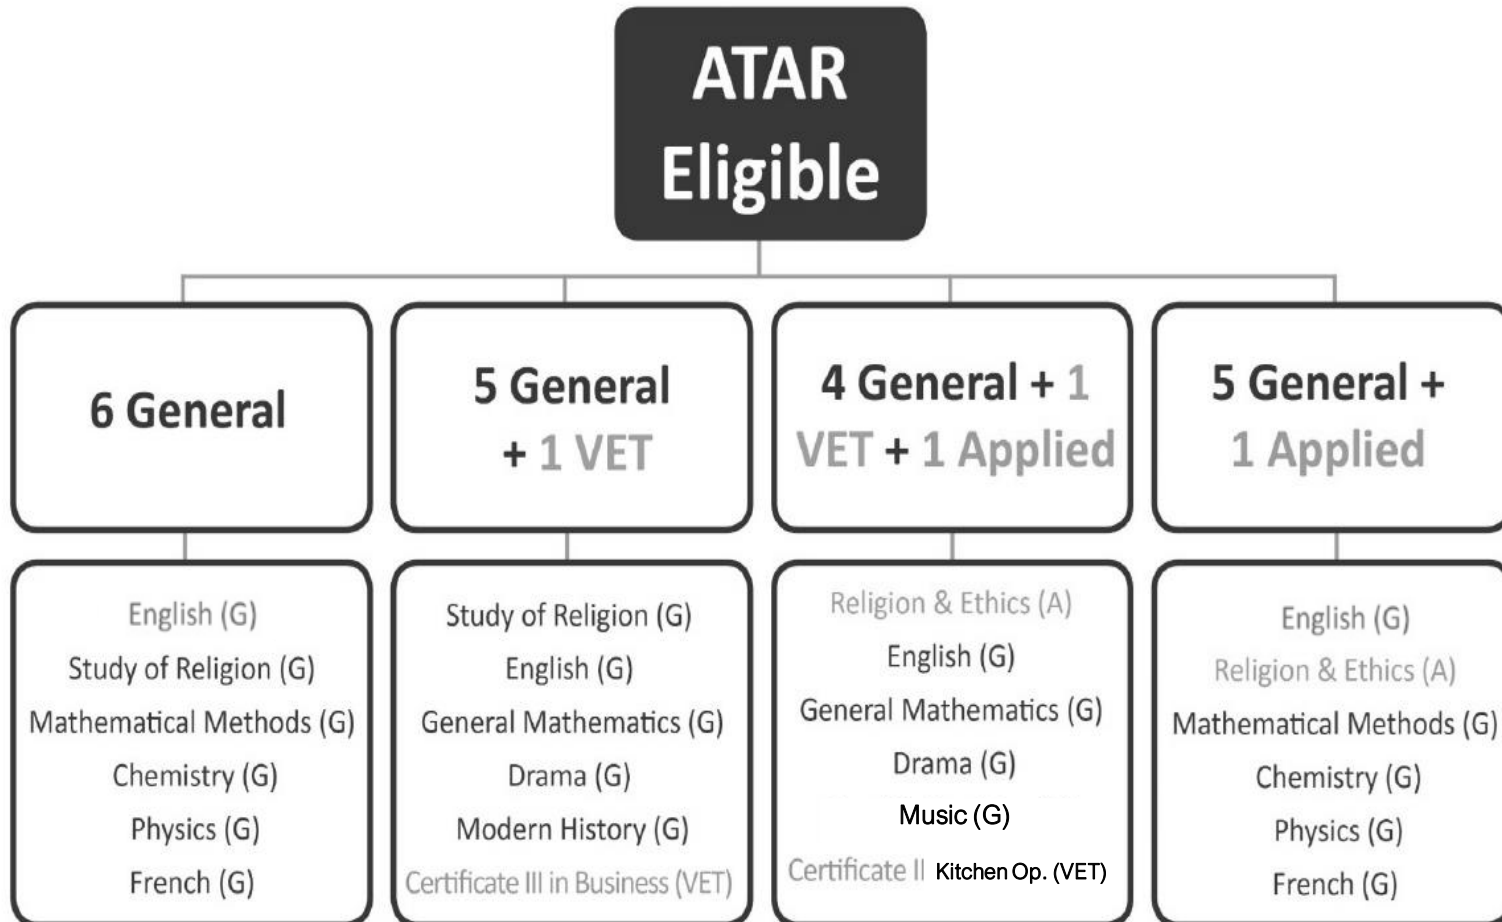 ATAR
Eligible
6 General
5 General
+ 1 VET
4 General + 1
VET + 1 Applied
5 General +
1 Applied
English (G)
Study of Religion (G)
Mathematical Methods (G)
Chemistry (G)
Physics (G)
French (G)
Study of Religion (G)
English (G)
General Mathematics (G)
Drama (G)
Modern History (G)
Certificate III in Business (VET)
Religion & Ethics (A)
English (G)
General Mathematics (G)
Drama (G)
Music (G)
Certificate II Kitchen Op. (VET)
English (G)
Religion & Ethics (A)
Mathematical Methods (G)
Chemistry (G)
Physics (G)
French (G)